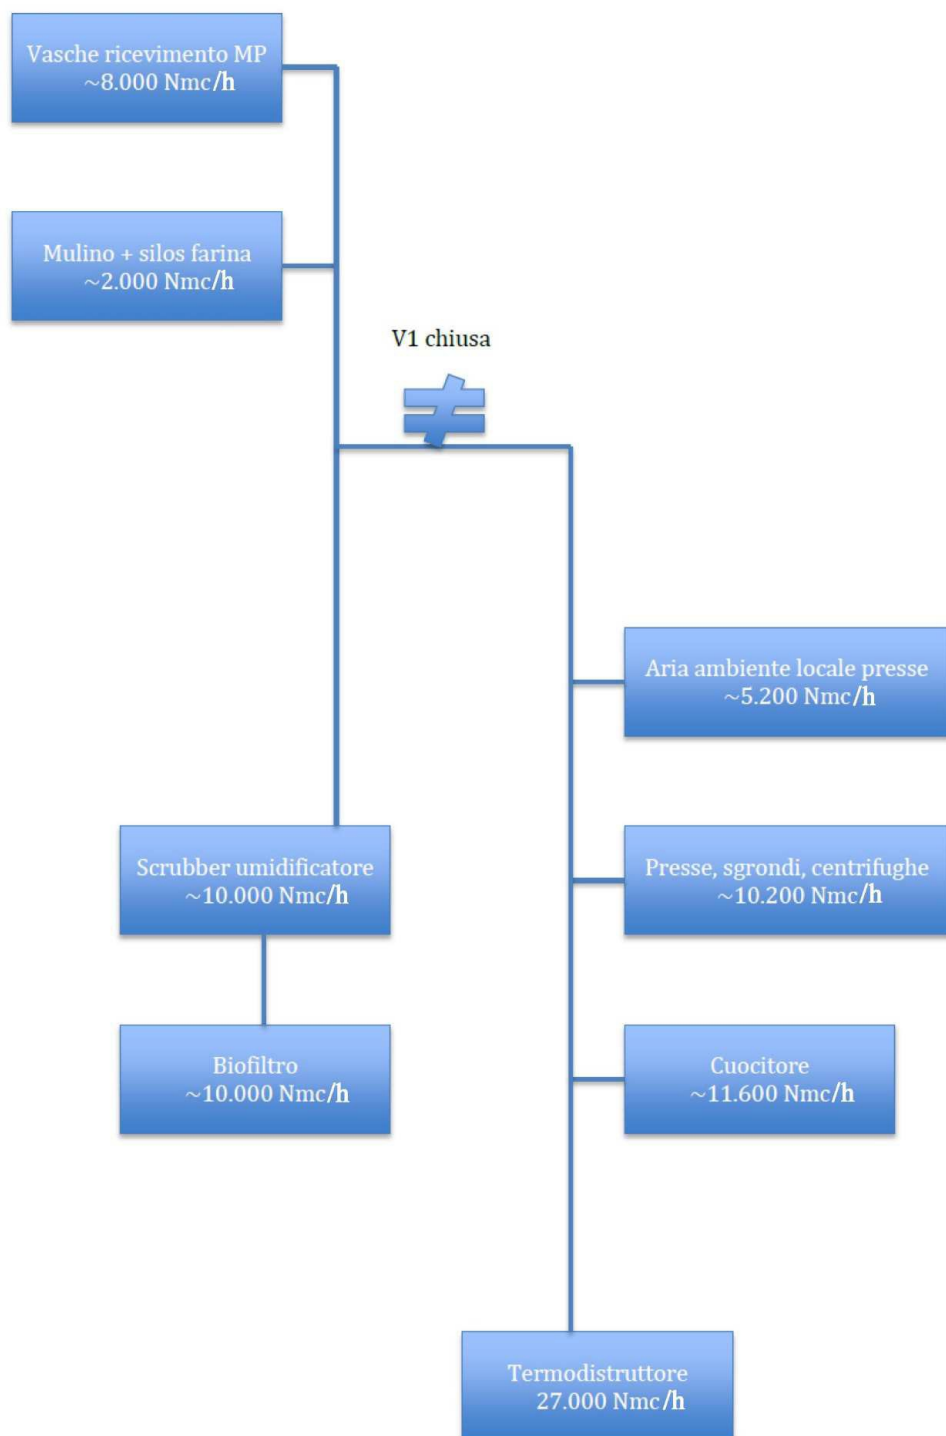 Vasche ricevimento MP
~8.000 Nmc/h
Mulino + silos farina
~2.000 Nmc/h
V1 chiusa
Aria ambiente locale presse
~5.200 Nmc/h
Scrubber umidificatore
~10.000 Nmc/h
Presse, sgrondi, centrifughe
~10.200 Nmc/h
Biofiltro
~10.000 Nmc/h
Cuocitore
~11.600 Nmc/h
Termodistruttore
27.000 Nmc/h